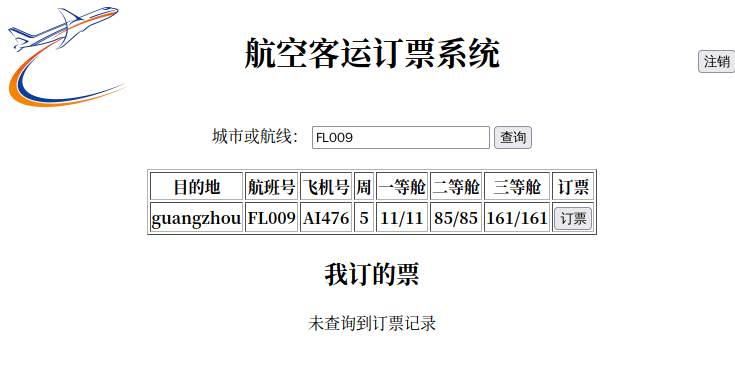 航空客运订票系统
注销
城市或航线： FL009 查询
目的地 航班号 飞机号 周 一等舱 二等舱 三等舱 订票
guangzhou FL009 AI476 5 11/11 85/85 161/161 订票
我订的票
未查询到订票记录